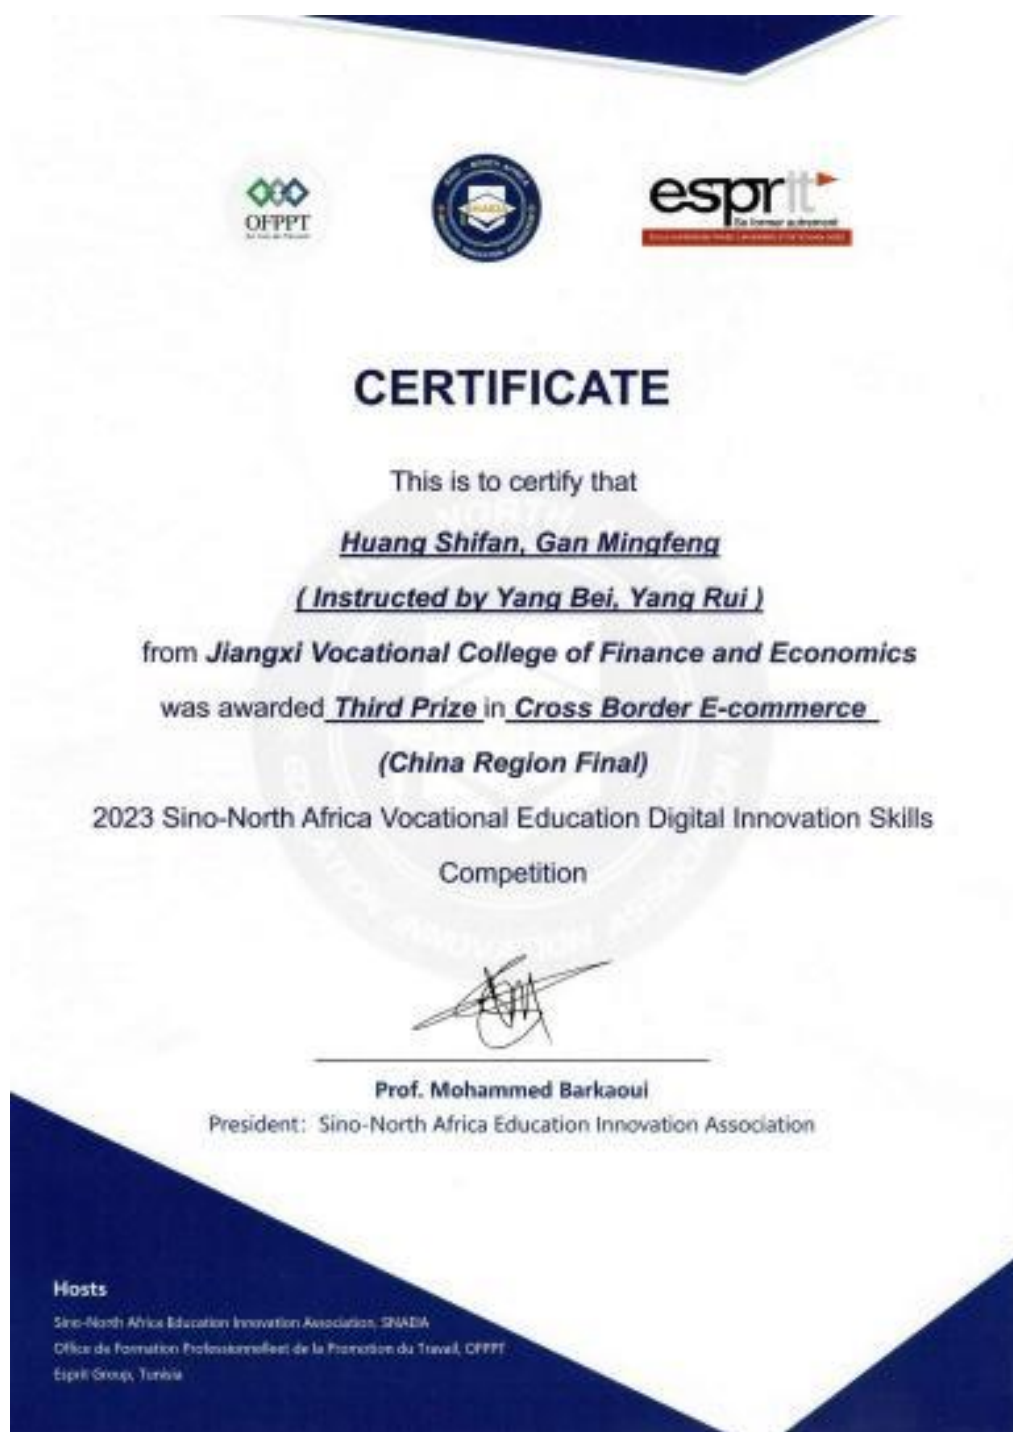 OFPPT
esprit
Se former autrement
CERTIFICATE
This is to certify that
Huang Shifan, Gan Mingfeng
( Instructed by Yang Bei, Yang Rui )
from Jiangxi Vocational College of Finance and Economics
was awarded Third Prize in Cross Border E-commerce
(China Region Final)
2023 Sino-North Africa Vocational Education Digital Innovation Skills
Competition
Prof. Mohammed Barkaoui
President: Sino-North Africa Education Innovation Association
Hosts
Sino-North Africa Education Innovation Association, SNAEIA
Office de Formation Professionnelleet de la Promotion du Travail, OFPPT
Esprit Group, Tunisia